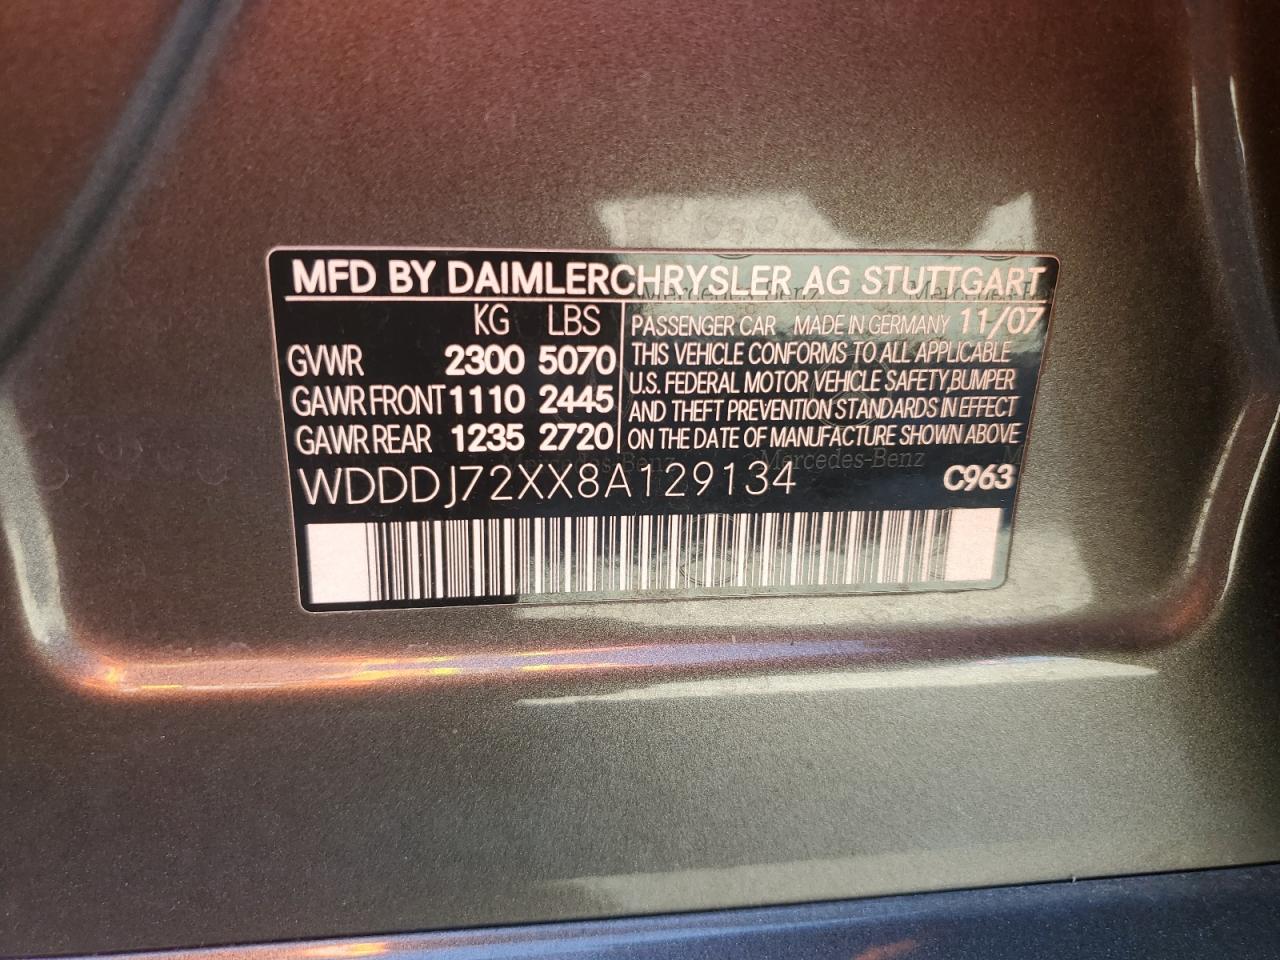 MFD BY DAIMLERCHRYSLER AG STUTTGART
KG LBS
GVWR 2300 5070
GAWR FRONT 1110 2445
GAWR REAR 1235 2720
PASSENGER CAR MADE IN GERMANY 11/07
THIS VEHICLE CONFORMS TO ALL APPLICABLE
U.S. FEDERAL MOTOR VEHICLE SAFETY, BUMPER
AND THEFT PREVENTION STANDARDS IN EFFECT
ON THE DATE OF MANUFACTURE SHOWN ABOVE
Mercedes-Benz
WDDDJ72XX8A129134 C963